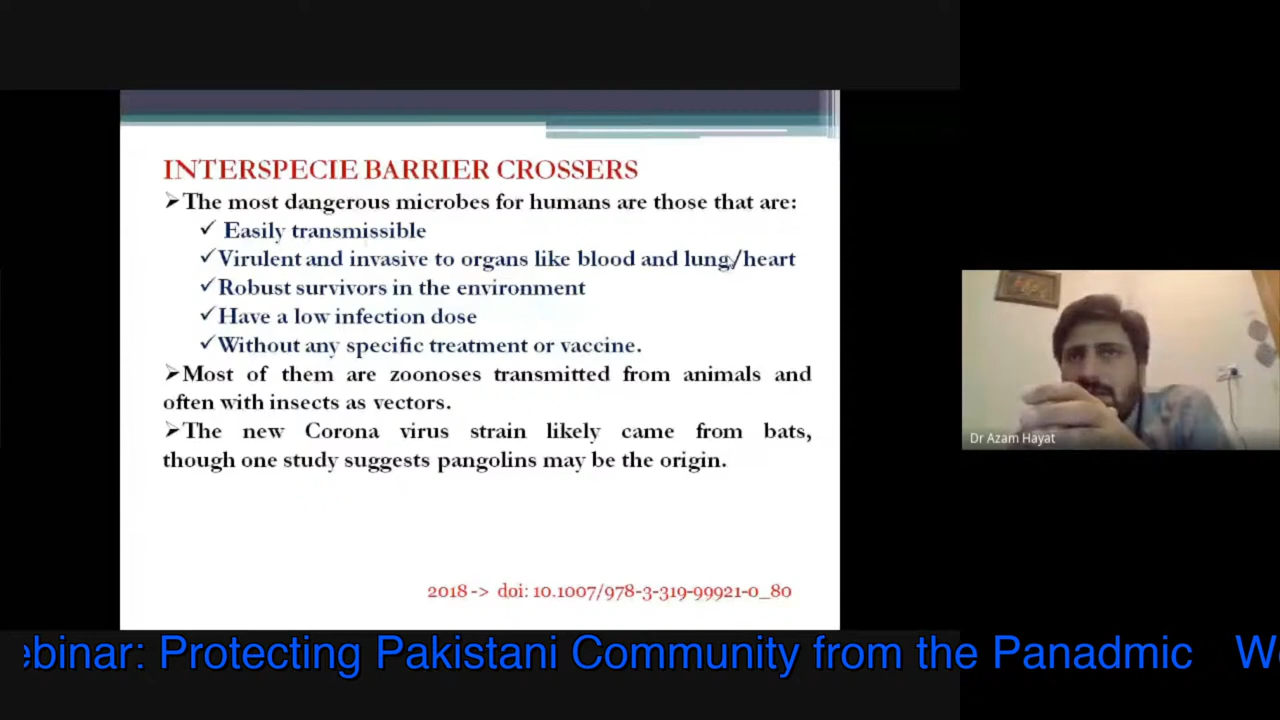 INTERSPECIE BARRIER CROSSERS
➢The most dangerous microbes for humans are those that are:
✓ Easily transmissible
✓Virulent and invasive to organs like blood and lung/heart
✓Robust survivors in the environment
✓Have a low infection dose
✓Without any specific treatment or vaccine.
➢Most of them are zoonoses transmitted from animals and
often with insects as vectors.
➢The new Corona virus strain likely came from bats,
though one study suggests pangolins may be the origin.
2018 -> doi: 10.1007/978-3-319-99921-0_80
Dr Azam Hayat
ebinar: Protecting Pakistani Community from the Panadmic We